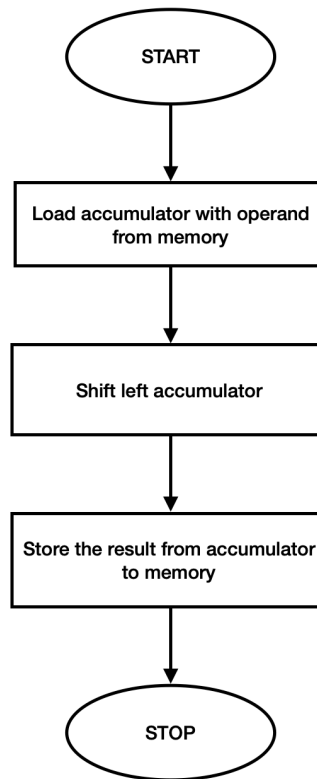 START
Load accumulator with operand
from memory
Shift left accumulator
Store the result from accumulator
to memory
STOP